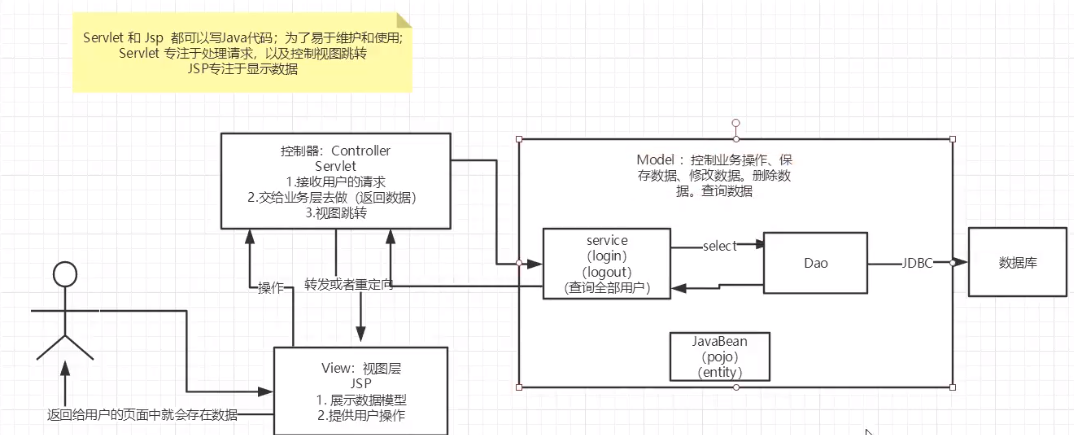 Servlet 和 Jsp 都可以写Java代码；为了易于维护和使用;
Servlet 专注于处理请求，以及控制视图跳转
JSP专注于显示数据
控制器：Controller
Servlet
1.接收用户的请求
2.交给业务层去做（返回数据）
3.视图跳转
Model ：控制业务操作、保
存数据、修改数据。删除数
据。查询数据
service
（login）
（logout）
（查询全部用户）
select
Dao
JDBC
数据库
操作
转发或者重定向
JavaBean
（pojo）
（entity）
View：视图层
JSP
1. 展示数据模型
2.提供用户操作
返回给用户的页面中就会存在数据